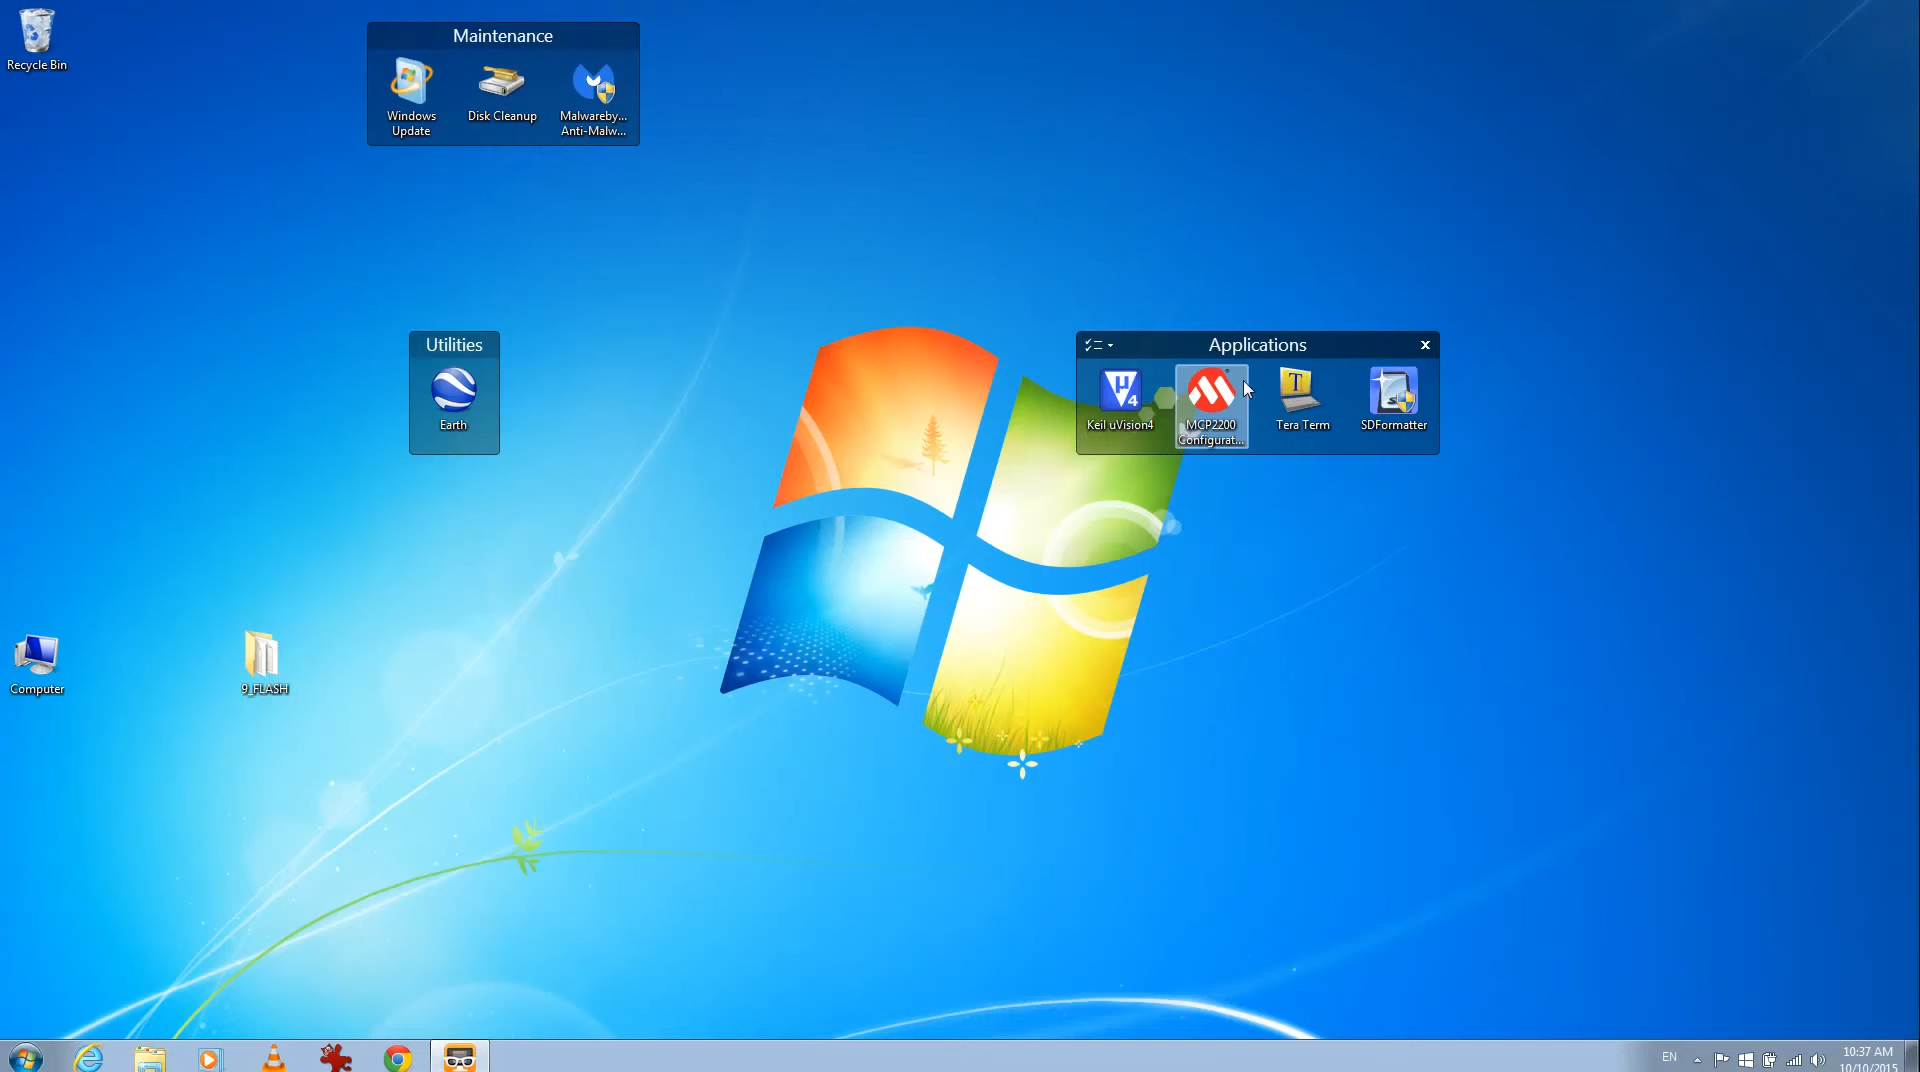 Recycle Bin
Maintenance
Windows
Update
Disk Cleanup
Malwareby...
Anti-Malw...
Utilities
Earth
Applications
x
μ
4
Keil uVision4
MCP2200
Configurat...
T
Tera Term
SDFormatter
Computer
9_FLASH
EN
10:37 AM
10/10/2015